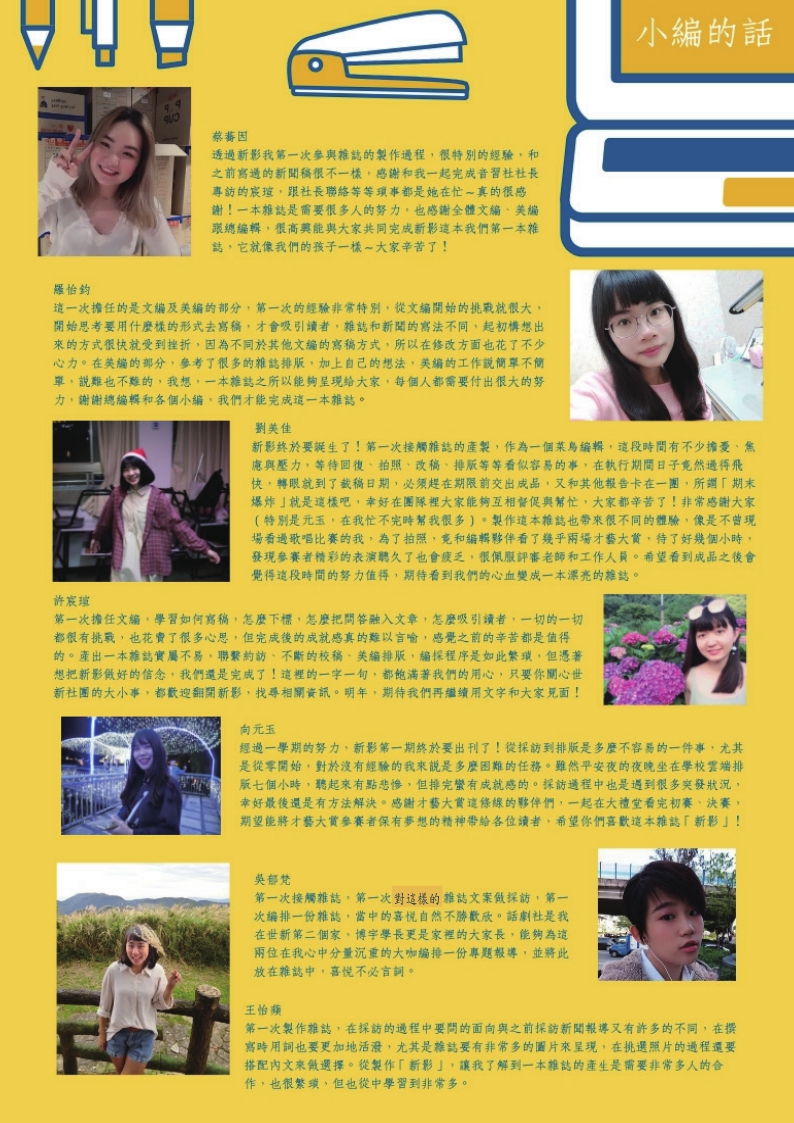 小編的話
蔡蕎因
透過新影我第一次參與雜誌的製作過程，很特別的經驗，和
之前寫過的新聞稿很不一樣，感謝和我一起完成音習社社長
專訪的宸瑄，跟社長聯絡等等瑣事都是她在忙～真的很感
謝！一本雜誌是需要很多人的努力，也感謝全體文編、美編
跟總編輯，很高興能與大家共同完成新影這本我們第一本雜
誌，它就像我們的孩子一樣～大家辛苦了！
羅怡鈞
這一次擔任的是文編及美編的部分，第一次的經驗非常特別，從文編開始的挑戰就很大，
開始思考要用什麼樣的形式去寫稿，才會吸引讀者，雜誌和新聞的寫法不同，起初構想出
來的方式很快就受到挫折，因為不同於其他文編的寫稿方式，所以在修改方面也花了不少
心力。在美編的部分，參考了很多的雜誌排版，加上自己的想法，美編的工作說簡單不簡
單，說難也不難的，我想，一本雜誌之所以能夠呈現給大家，每個人都需要付出很大的努
力，謝謝總編輯和各個小編，我們才能完成這一本雜誌。
劉美佳
新影終於要誕生了！第一次接觸雜誌的產製，作為一個菜鳥編輯，這段時間有不少擔憂、焦
慮與壓力，等待回復、拍照、改稿、排版等等看似容易的事，在執行期間日子竟然過得飛
快，轉眼就到了截稿日期，必須趕在期限前交出成品，又和其他報告卡在一團，所謂「期末
爆炸」就是這樣吧，幸好在團隊裡大家能夠互相督促與幫忙，大家都辛苦了！非常感謝大家
（特別是元玉，在我忙不完時幫我很多）。製作這本雜誌也帶來很不同的體驗，像是不曾現
場看過歌唱比賽的我，為了拍照，竟和編輯夥伴看了幾乎兩場才藝大賞，待了好幾個小時，
發現參賽者精彩的表演聽久了也會疲乏，很佩服評審老師和工作人員。希望看到成品之後會
覺得這段時間的努力值得，期待看到我們的心血變成一本漂亮的雜誌。
許宸瑄
第一次擔任文編，學習如何寫稿，怎麼下標，怎麼把問答融入文章，怎麼吸引讀者，一切的一切
都很有挑戰，也花費了很多心思，但完成後的成就感真的難以言喻，感覺之前的辛苦都是值得
的。產出一本雜誌實屬不易，聯繫約訪、不斷的校稿、美編排版，編採程序是如此繁瑣，但憑著
想把新影做好的信念，我們還是完成了！這裡的一字一句，都飽滿著我們的用心，只要你關心世
新社團的大小事，都歡迎翻開新影，找尋相關資訊。明年，期待我們再繼續用文字和大家見面！
向元玉
經過一學期的努力，新影第一期終於要出刊了！從採訪到排版是多麼不容易的一件事，尤其
是從零開始，對於沒有經驗的我來說是多麼困難的任務。雖然平安夜的夜晚坐在學校雲端排
版七個小時，聽起來有點悲慘，但排完蠻有成就感的。採訪過程中也是遇到很多突發狀況，
幸好最後還是有方法解決。感謝才藝大賞這條線的夥伴們，一起在大禮堂看完初賽、決賽，
期望能將才藝大賞參賽者保有夢想的精神帶給各位讀者，希望你們喜歡這本雜誌「新影」！
吳郁梵
第一次接觸雜誌，第一次對這樣的雜誌文案做採訪，第一
次編排一份雜誌，當中的喜悅自然不勝歡欣。話劇社是我
在世新第二個家，博宇學長更是家裡的大家長，能夠為這
兩位在我心中分量沉重的大咖編排一份專題報導，並將此
放在雜誌中，喜悅不必言詞。
王怡蘋
第一次製作雜誌，在採訪的過程中要問的面向與之前採訪新聞報導又有許多的不同，在撰
寫時用詞也要更加地活潑，尤其是雜誌要有非常多的圖片來呈現，在挑選照片的過程還要
搭配內文來做選擇。從製作「新影」，讓我了解到一本雜誌的產生是需要非常多人的合
作，也很繁瑣，但也從中學習到非常多。